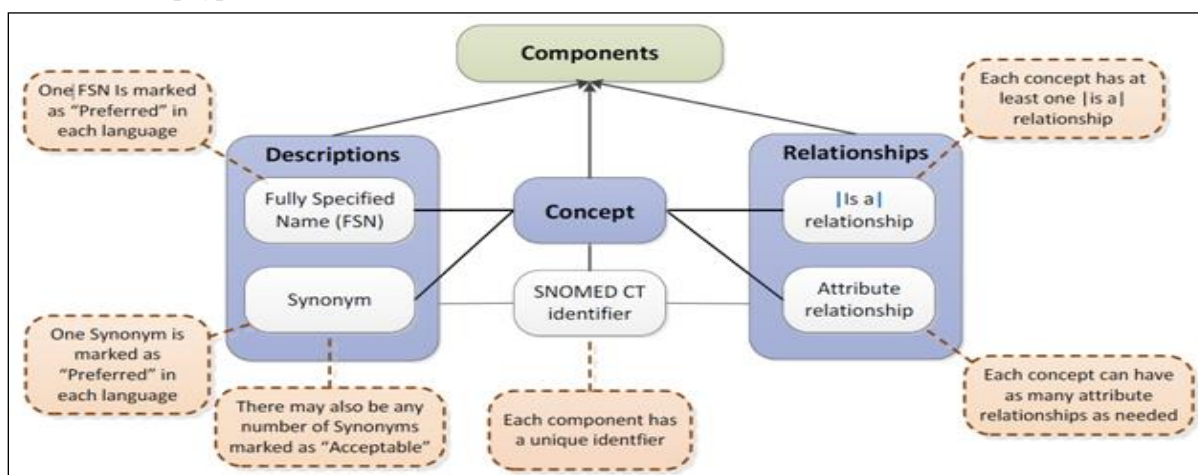 Components
One FSN Is marked
as “Preferred” in
each language
Each concept has at
least one |is a|
relationship
Descriptions
Fully Specified
Name (FSN)
Synonym
Concept
SNOMED CT
identifier
Relationships
|Is a|
relationship
Attribute
relationship
One Synonym is
marked as
“Preferred” in
each language
There may also be any
number of Synonyms
marked as “Acceptable”
Each component has
a unique identfier
Each concept can have
as many attribute
relationships as needed